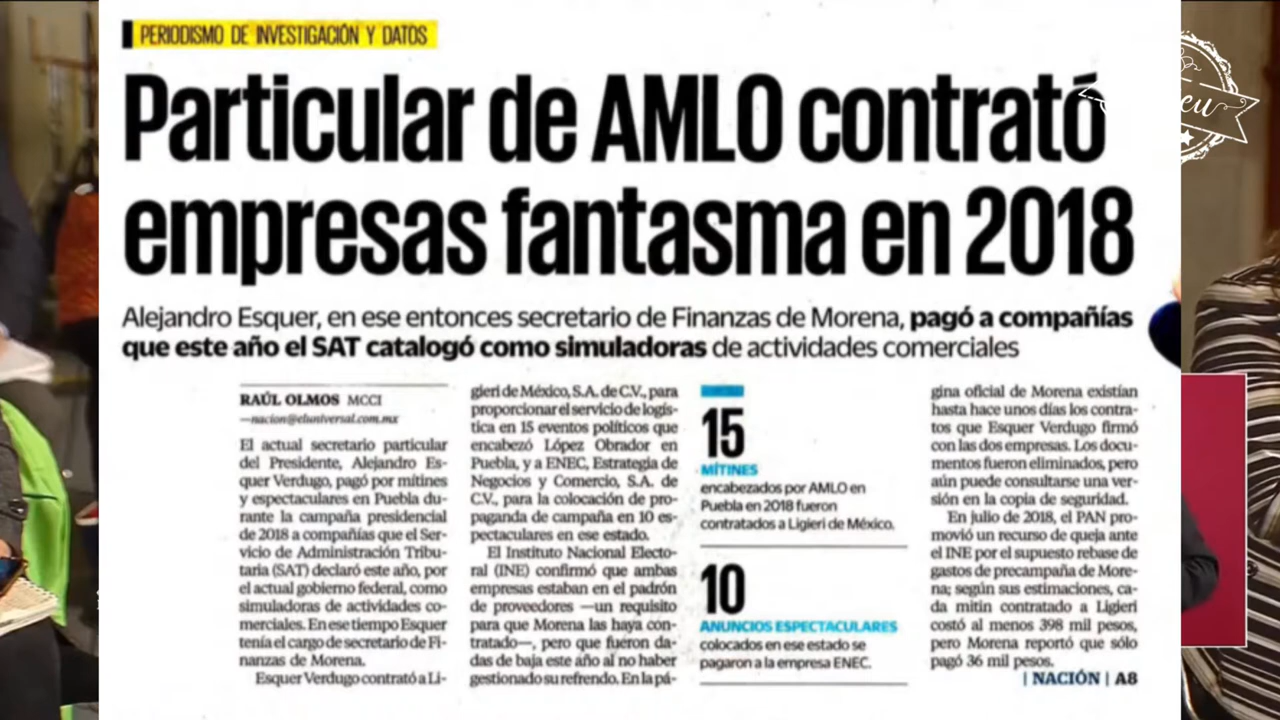 PERIODISMO DE INVESTIGACIÓN Y DATOS
Particular de AMLO contrató
empresas fantasma en 2018
Alejandro Esquer, en ese entonces secretario de Finanzas de Morena, pagó a compañías
que este año el SAT catalogó como simuladoras de actividades comerciales
RAÚL OLMOS MCCI
—nacion@eluniversal.com.mx
El actual secretario particular
del Presidente, Alejandro Es-
quer Verdugo, pagó por mítines
y espectaculares en Puebla du-
rante la campaña presidencial
de 2018 a compañías que el Ser-
vicio de Administración Tribu-
taria (SAT) declaró este año, por
el actual gobierno federal, como
simuladoras de actividades co-
merciales. En ese tiempo Esquer
tenía el cargo de secretario de Fi-
nanzas de Morena.
Esquer Verdugo contrató a Li-
gieri de México, S.A. de C.V., para
proporcionar el servicio de logís-
tica en 15 eventos políticos que
encabezó López Obrador en
Puebla, y a ENEC, Estrategia de
Negocios y Comercio, S.A. de
C.V., para la colocación de pro-
paganda de campaña en 10 es-
pectaculares en ese estado.
El Instituto Nacional Electo-
ral (INE) confirmó que ambas
empresas estaban en el padrón
de proveedores —un requisito
para que Morena las haya con-
tratado—, pero que fueron da-
das de baja este año al no haber
gestionado su refrendo. En la pá-
15
MÍTINES
encabezados por AMLO en
Puebla en 2018 fueron
contratados a Ligieri de México.
10
ANUNCIOS ESPECTACULARES
colocados en ese estado se
pagaron a la empresa ENEC.
gina oficial de Morena existían
hasta hace unos días los contra-
tos que Esquer Verdugo firmó
con las dos empresas. Los docu-
mentos fueron eliminados, pero
aún puede consultarse una ver-
sión en la copia de seguridad.
En julio de 2018, el PAN pro-
movió un recurso de queja ante
el INE por el supuesto rebase de
gastos de precampaña de More-
na; según sus estimaciones, ca-
da mitin contratado a Ligieri
costó al menos 398 mil pesos,
pero Morena reportó que sólo
pagó 36 mil pesos.
| NACIÓN | A8